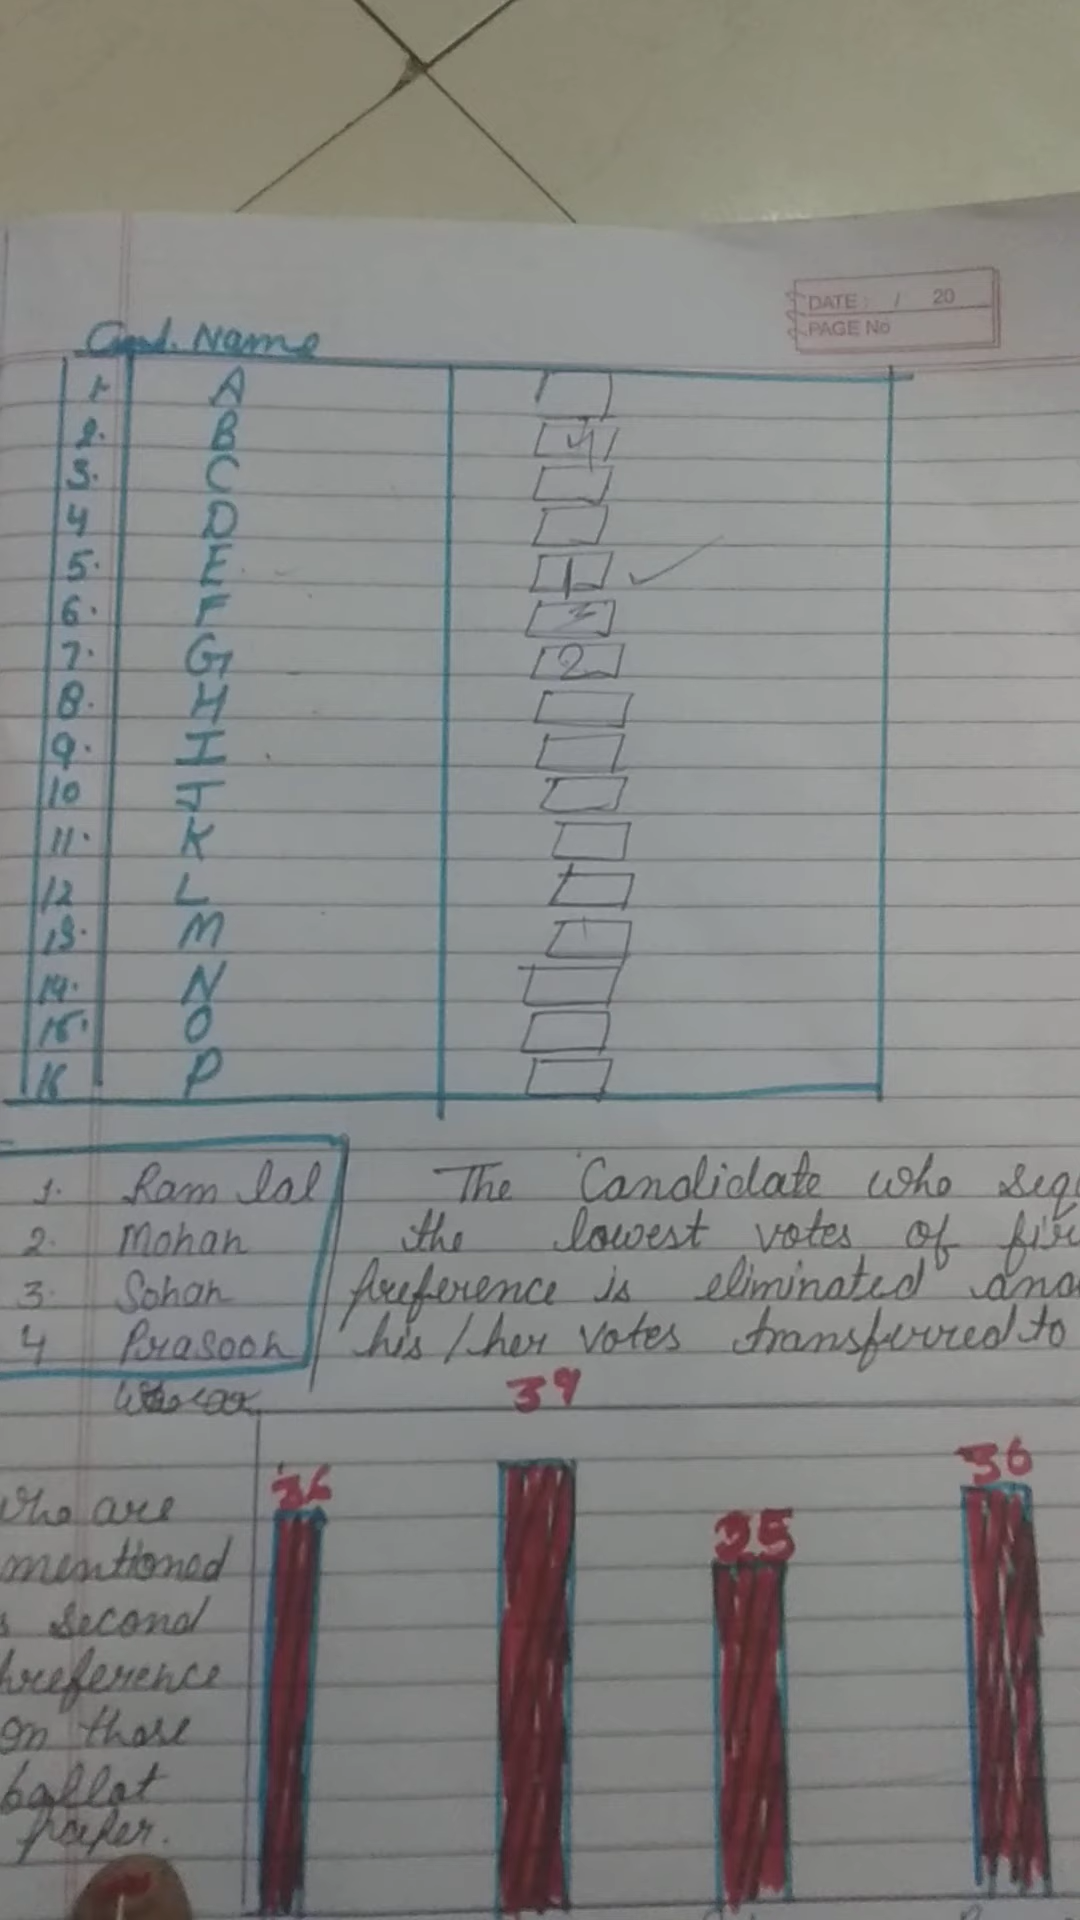 DATE: / 20
PAGE No
Cand. Name
1. A
2. B 4
3. C
4 D
5. E 1
6. F 3
7. G 2
8. H
9. I
10 J
11. K
12 L
13. M
14. N
15. O
16 P
1. Ram lal
2. Mohan
3. Sohan
4 Prasoon
The Candidate who
the lowest votes of
preference is eliminated
his/her votes transferred to
39
36
25
36
who are
mentioned
second
preference
on those
ballot
paper.